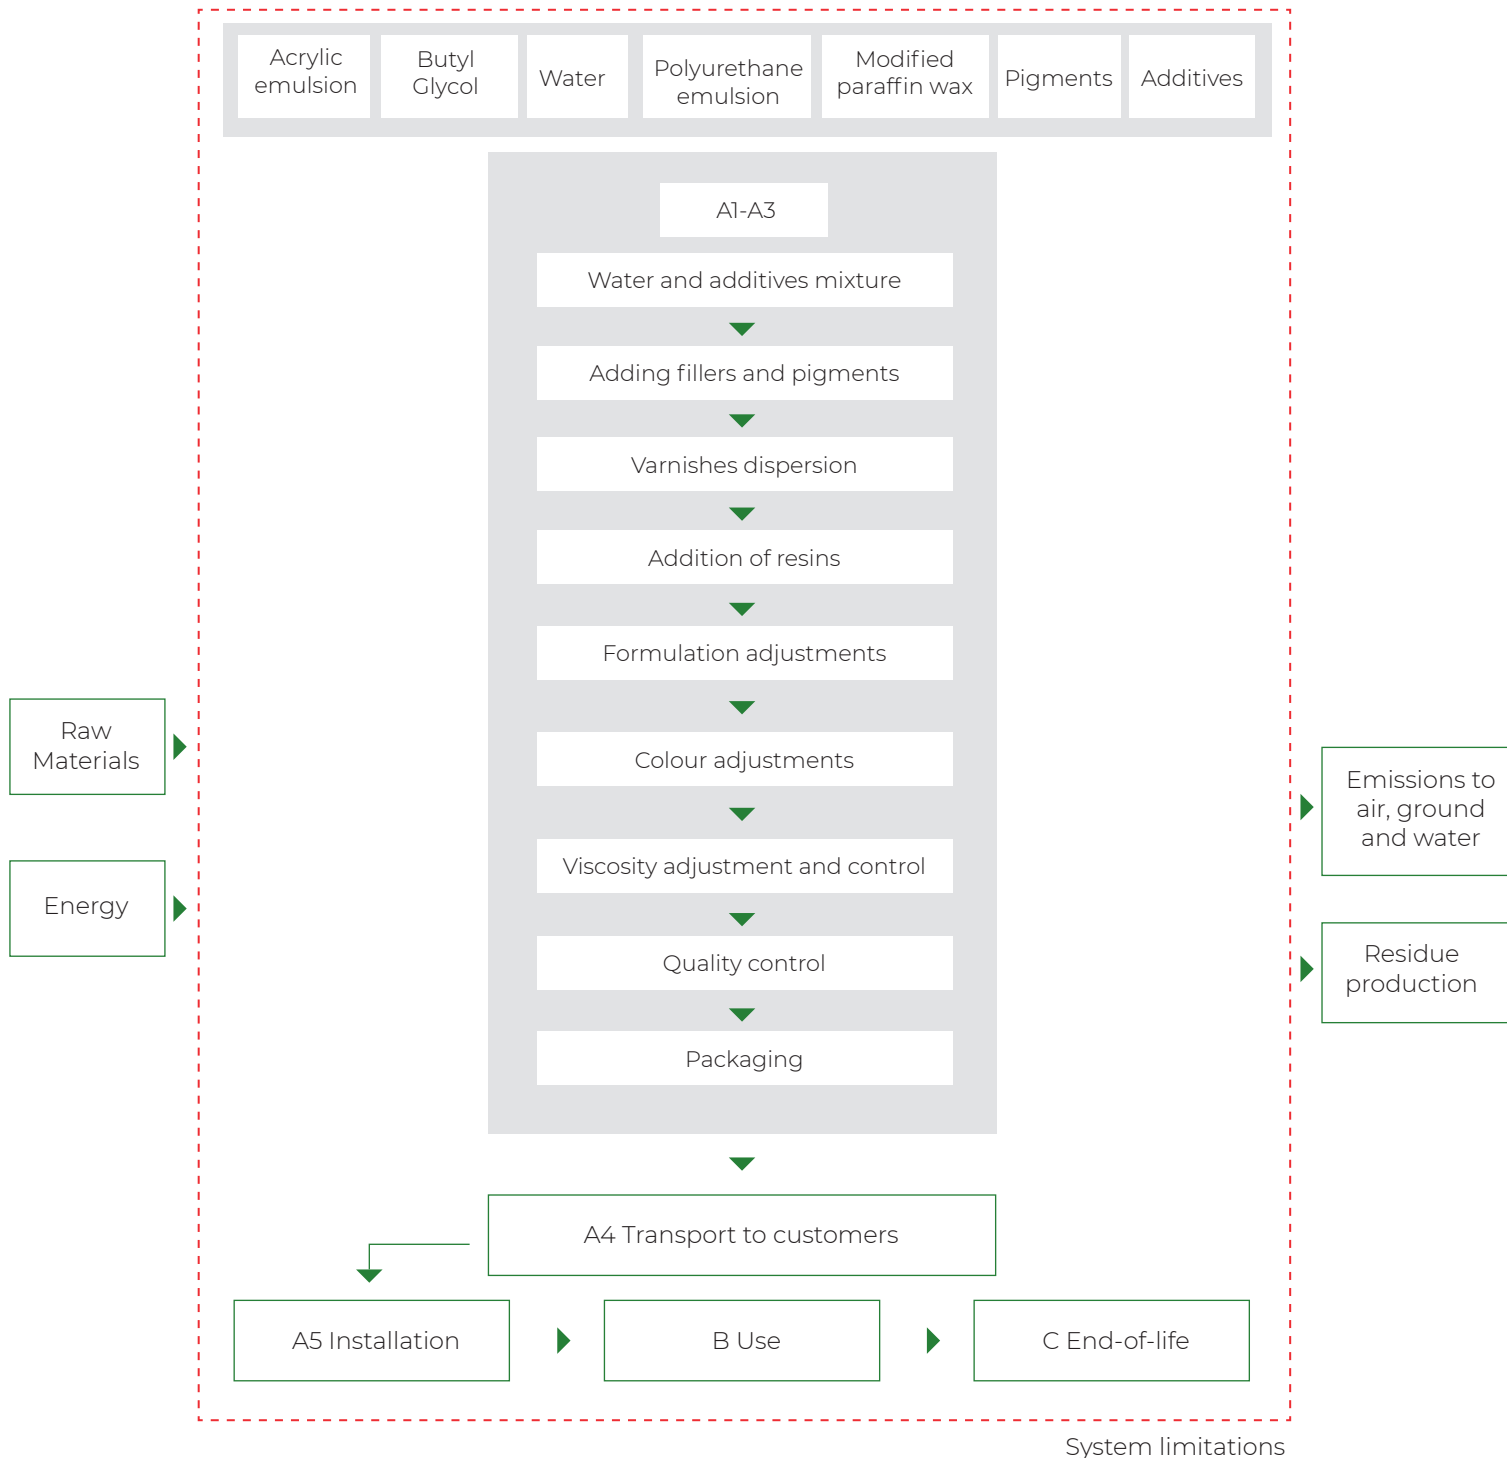 Acrylic
emulsion
Butyl
Glycol
Water
Polyurethane
emulsion
Modified
paraffin wax
Pigments
Additives
A1-A3
Water and additives mixture
Adding fillers and pigments
Varnishes dispersion
Addition of resins
Formulation adjustments
Colour adjustments
Viscosity adjustment and control
Quality control
Packaging
Raw
Materials
Energy
Emissions to
air, ground
and water
Residue
production
A4 Transport to customers
A5 Installation
B Use
C End-of-life
System limitations